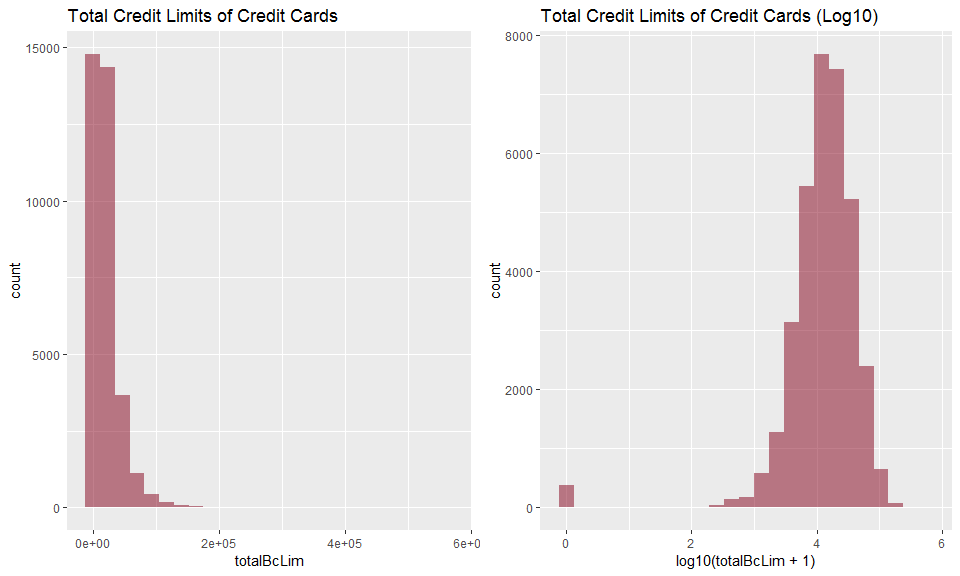 Total Credit Limits of Credit Cards
15000
10000
5000
0
count
0e+00
2e+05
4e+05
6e+0
totalBcLim
Total Credit Limits of Credit Cards (Log10)
8000
6000
4000
2000
0
count
0
2
4
6
log10(totalBcLim + 1)